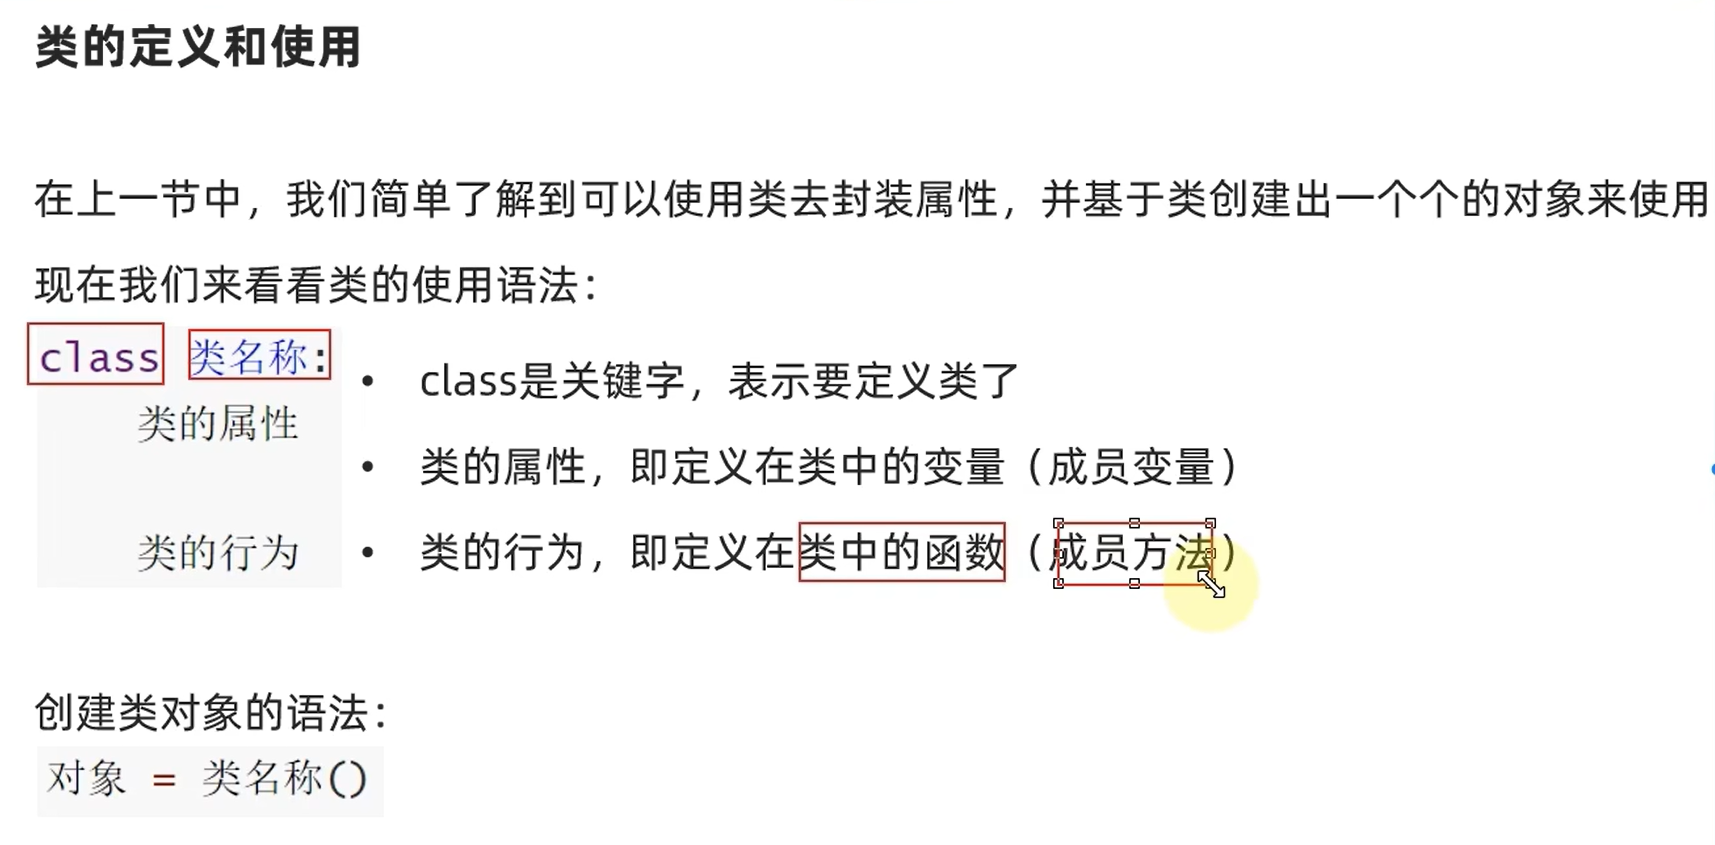 类的定义和使用
在上一节中，我们简单了解到可以使用类去封装属性，并基于类创建出一个个的对象来使用
现在我们来看看类的使用语法：
class 类名称:
类的属性
类的行为
• class是关键字，表示要定义类了
• 类的属性，即定义在类中的变量（成员变量）
• 类的行为，即定义在类中的函数（成员方法）
创建类对象的语法：
对象 = 类名称()